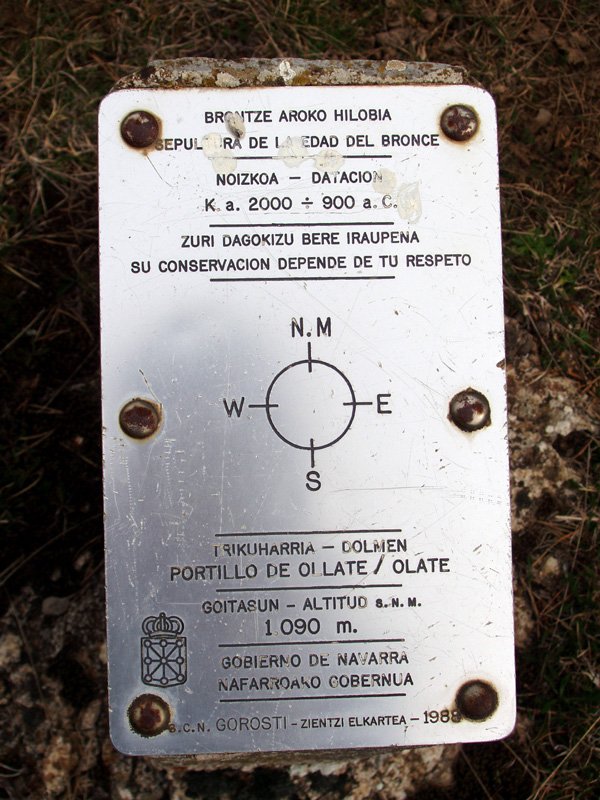 BRONTZE AROKO HILOBIA
SEPULTURA DE LA EDAD DEL BRONCE
NOIZKOA – DATACION
K. a. 2000 ÷ 900 a. C.
ZURI DAGOKIZU BERE IRAUPENA
SU CONSERVACION DEPENDE DE TU RESPETO
N.M
W E
S
TRIKUHARRIA – DOLMEN
PORTILLO DE OLLATE / OLATE
GOITASUN – ALTITUD S.N.M.
1.090 m.
GOBIERNO DE NAVARRA
NAFARROAKO GOBERNUA
S.C.N. GOROSTI – ZIENTZI ELKARTEA –